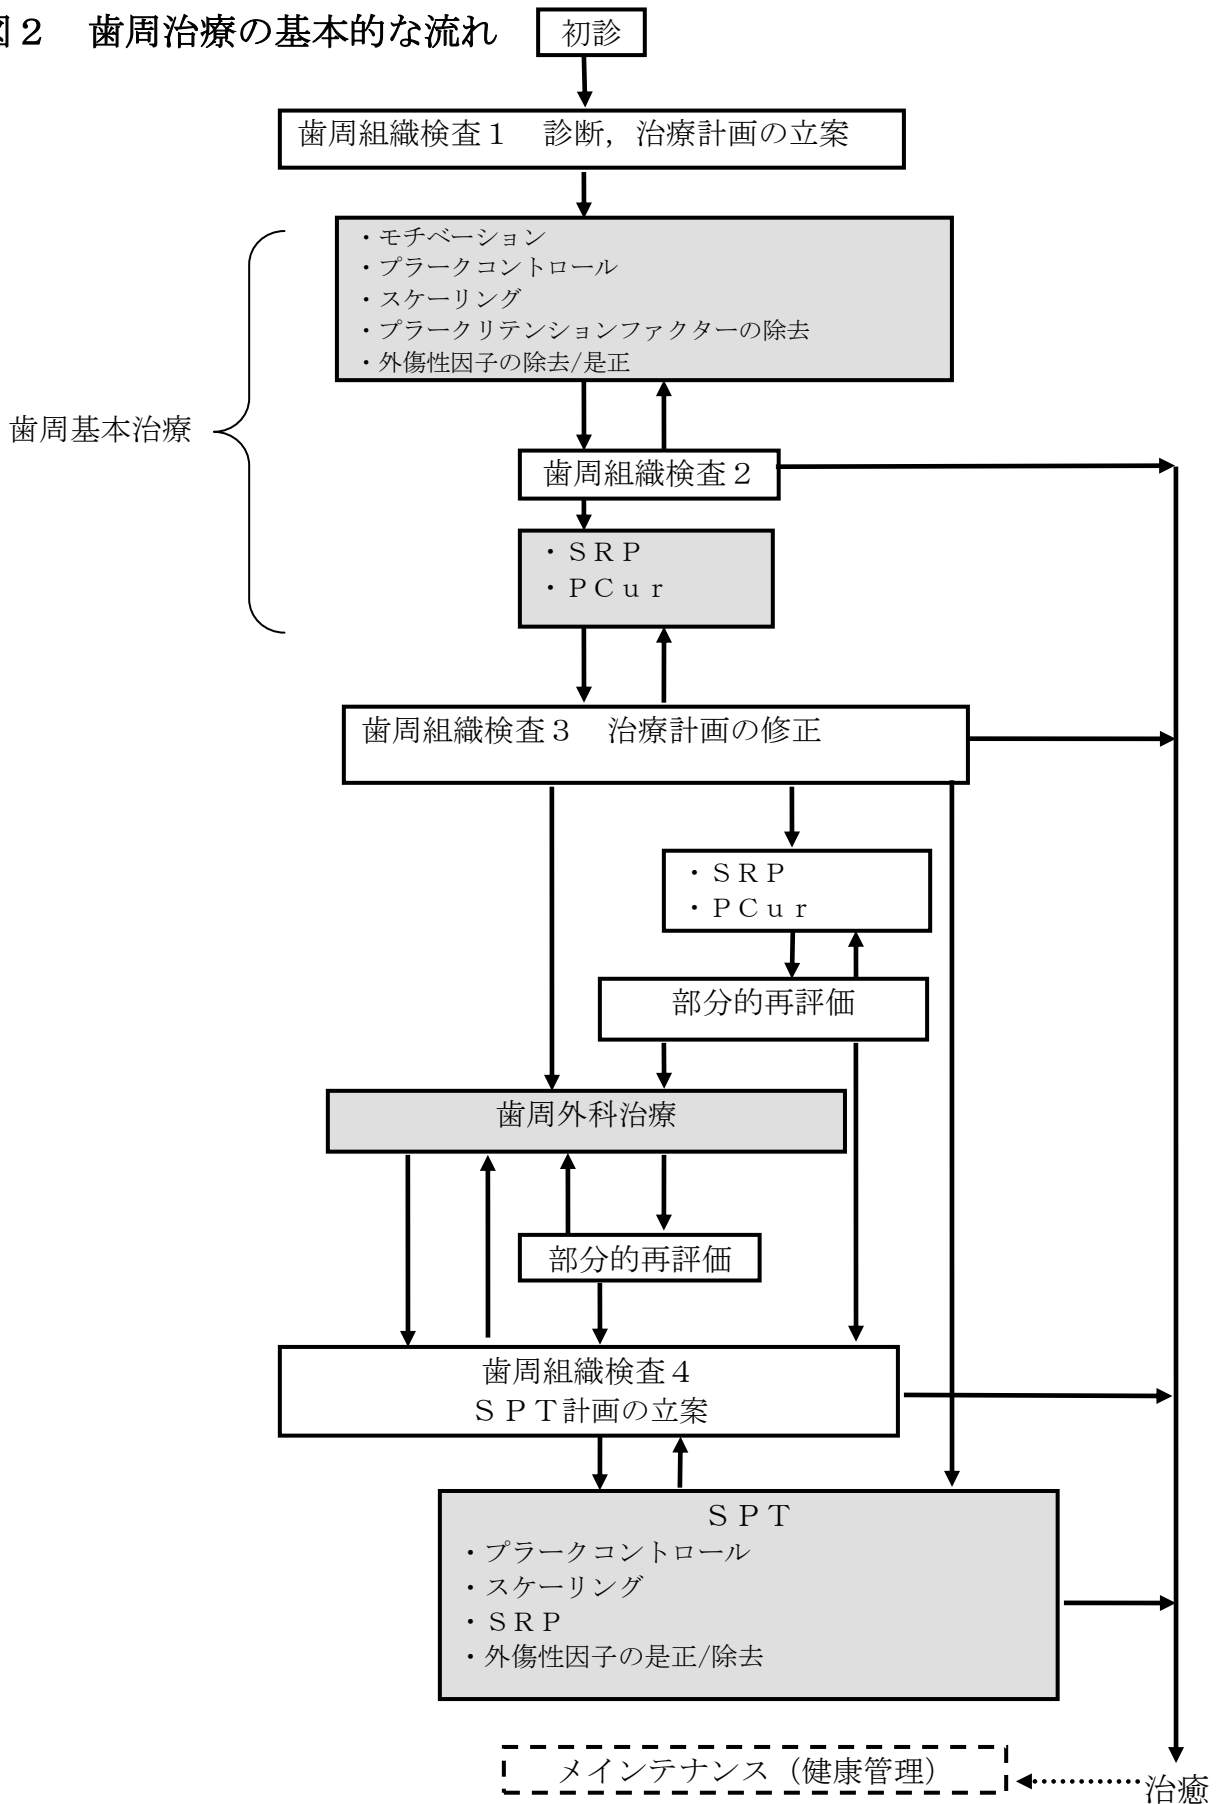 図２　歯周治療の基本的な流れ
初診
歯周組織検査１　診断，治療計画の立案
・モチベーション
・プラークコントロール
・スケーリング
・プラークリテンションファクターの除去
・外傷性因子の除去/是正
歯周基本治療
歯周組織検査２
・ＳＲＰ
・ＰＣｕｒ
歯周組織検査３　治療計画の修正
・ＳＲＰ
・ＰＣｕｒ
部分的再評価
歯周外科治療
部分的再評価
歯周組織検査４
ＳＰＴ計画の立案
ＳＰＴ
・プラークコントロール
・スケーリング
・ＳＲＰ
・外傷性因子の是正/除去
メインテナンス（健康管理）
治癒